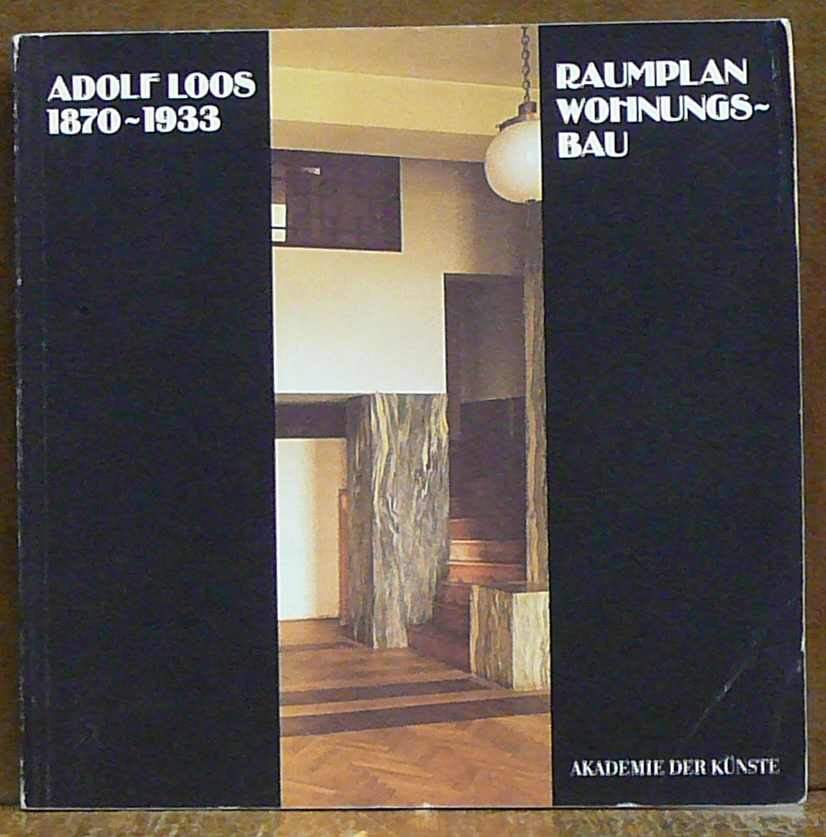 ADOLF LOOS
1870~1933
RAUMPLAN
WOHNUNGS~
BAU
AKADEMIE DER KÜNSTE